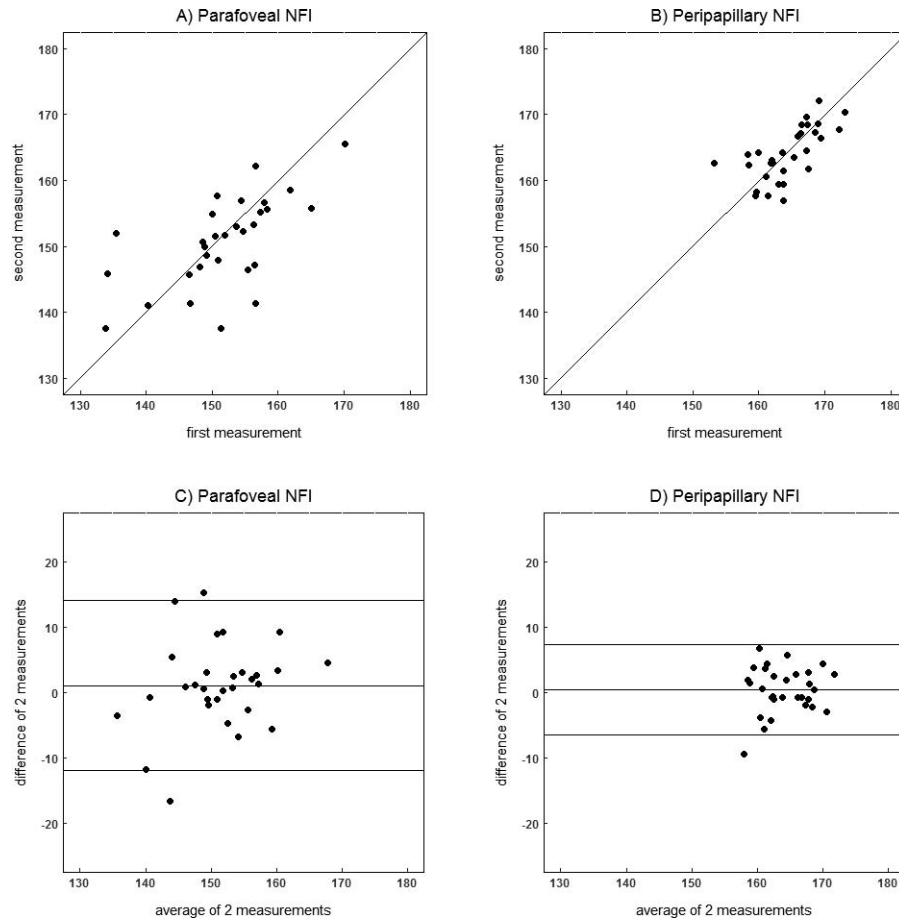 A) Parafoveal NFI
180
170
160
150
140
130
second measurement
130 140 150 160 170 180
first measurement
B) Peripapillary NFI
180
170
160
150
140
130
second measurement
130 140 150 160 170 180
first measurement
C) Parafoveal NFI
20
10
0
-10
-20
difference of 2 measurements
130 140 150 160 170 180
average of 2 measurements
D) Peripapillary NFI
20
10
0
-10
-20
difference of 2 measurements
130 140 150 160 170 180
average of 2 measurements